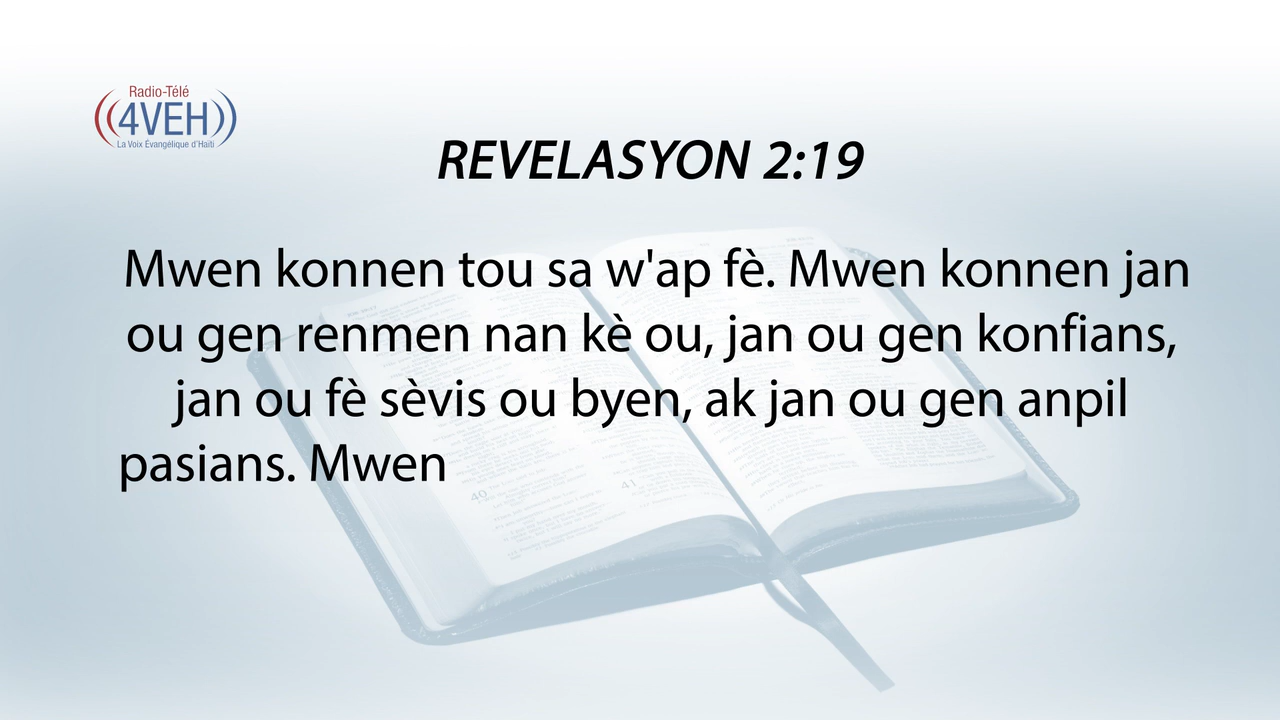 Radio-Télé
4VEH
La Voix Évangélique d'Haïti
REVELASYON 2:19
Mwen konnen tou sa w'ap fè. Mwen konnen jan
ou gen renmen nan kè ou, jan ou gen konfians,
jan ou fè sèvis ou byen, ak jan ou gen anpil
pasians. Mwen
40
41